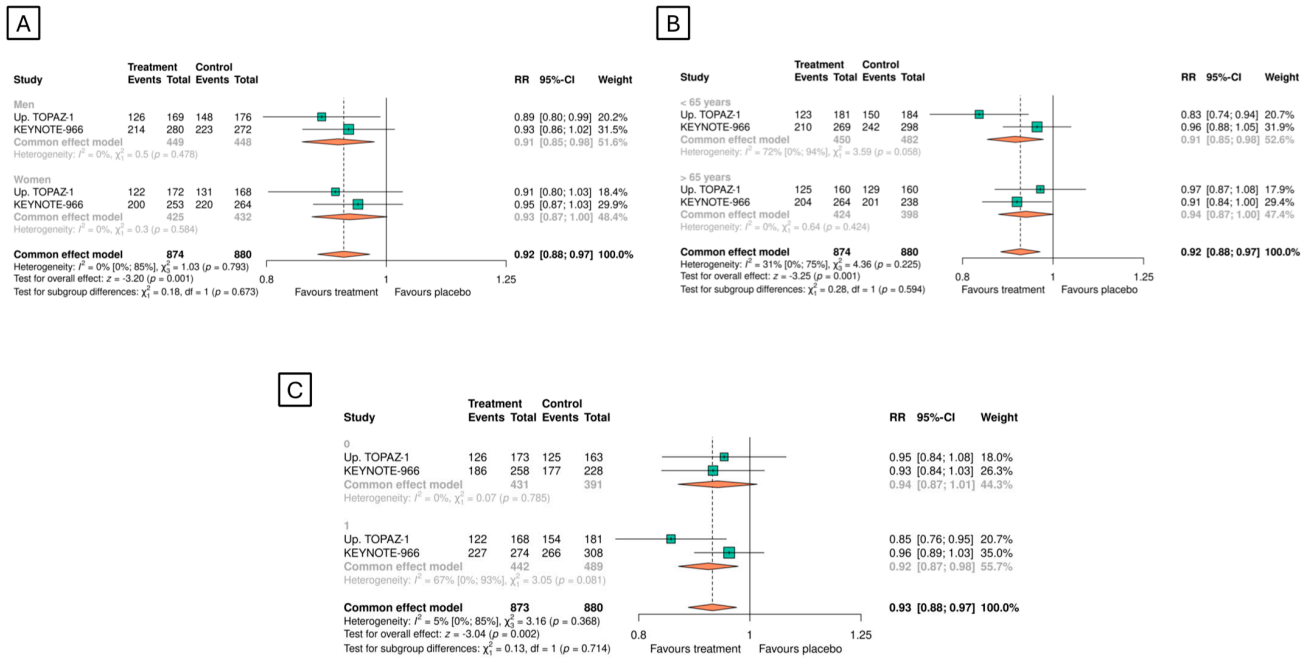 A
Treatment Control
Study Events Total Events Total RR 95%-CI Weight
Men
Up. TOPAZ-1 126 169 148 176 0.89 [0.80; 0.99] 20.2%
KEYNOTE-966 214 280 223 272 0.93 [0.86; 1.02] 31.5%
Common effect model 449 448 0.91 [0.85; 0.98] 51.6%
Heterogeneity: I² = 0%, χ²₁ = 0.5 (p = 0.478)
Women
Up. TOPAZ-1 122 172 131 168 0.91 [0.80; 1.03] 18.4%
KEYNOTE-966 200 253 220 264 0.95 [0.87; 1.03] 29.9%
Common effect model 425 432 0.93 [0.87; 1.00] 48.4%
Heterogeneity: I² = 0%, χ²₁ = 0.3 (p = 0.584)
Common effect model 874 880 0.92 [0.88; 0.97] 100.0%
Heterogeneity: I² = 0% [0%; 85%], χ²₃ = 1.03 (p = 0.793)
Test for overall effect: z = -3.20 (p = 0.001)
Test for subgroup differences: χ²₁ = 0.18, df = 1 (p = 0.673)
0.8 1 1.25
Favours treatment Favours placebo
B
Treatment Control
Study Events Total Events Total RR 95%-CI Weight
< 65 years
Up. TOPAZ-1 123 181 150 184 0.83 [0.74; 0.94] 20.7%
KEYNOTE-966 210 269 242 298 0.96 [0.88; 1.05] 31.9%
Common effect model 450 482 0.91 [0.85; 0.98] 52.6%
Heterogeneity: I² = 72% [0%; 94%], χ²₁ = 3.59 (p = 0.058)
> 65 years
Up. TOPAZ-1 125 160 129 160 0.97 [0.87; 1.08] 17.9%
KEYNOTE-966 204 264 201 238 0.91 [0.84; 1.00] 29.4%
Common effect model 424 398 0.94 [0.87; 1.00] 47.4%
Heterogeneity: I² = 0%, χ²₁ = 0.64 (p = 0.424)
Common effect model 874 880 0.92 [0.88; 0.97] 100.0%
Heterogeneity: I² = 31% [0%; 75%], χ²₃ = 4.36 (p = 0.225)
Test for overall effect: z = -3.25 (p = 0.001)
Test for subgroup differences: χ²₁ = 0.28, df = 1 (p = 0.594)
0.8 1 1.25
Favours treatment Favours placebo
C
Treatment Control
Study Events Total Events Total RR 95%-CI Weight
0
Up. TOPAZ-1 126 173 125 163 0.95 [0.84; 1.08] 18.0%
KEYNOTE-966 186 258 177 228 0.93 [0.84; 1.03] 26.3%
Common effect model 431 391 0.94 [0.87; 1.01] 44.3%
Heterogeneity: I² = 0%, χ²₁ = 0.07 (p = 0.785)
1
Up. TOPAZ-1 122 168 154 181 0.85 [0.76; 0.95] 20.7%
KEYNOTE-966 227 274 266 308 0.96 [0.89; 1.03] 35.0%
Common effect model 442 489 0.92 [0.87; 0.98] 55.7%
Heterogeneity: I² = 67% [0%; 93%], χ²₁ = 3.05 (p = 0.081)
Common effect model 873 880 0.93 [0.88; 0.97] 100.0%
Heterogeneity: I² = 5% [0%; 85%], χ²₃ = 3.16 (p = 0.368)
Test for overall effect: z = -3.04 (p = 0.002)
Test for subgroup differences: χ²₁ = 0.13, df = 1 (p = 0.714)
0.8 1 1.25
Favours treatment Favours placebo